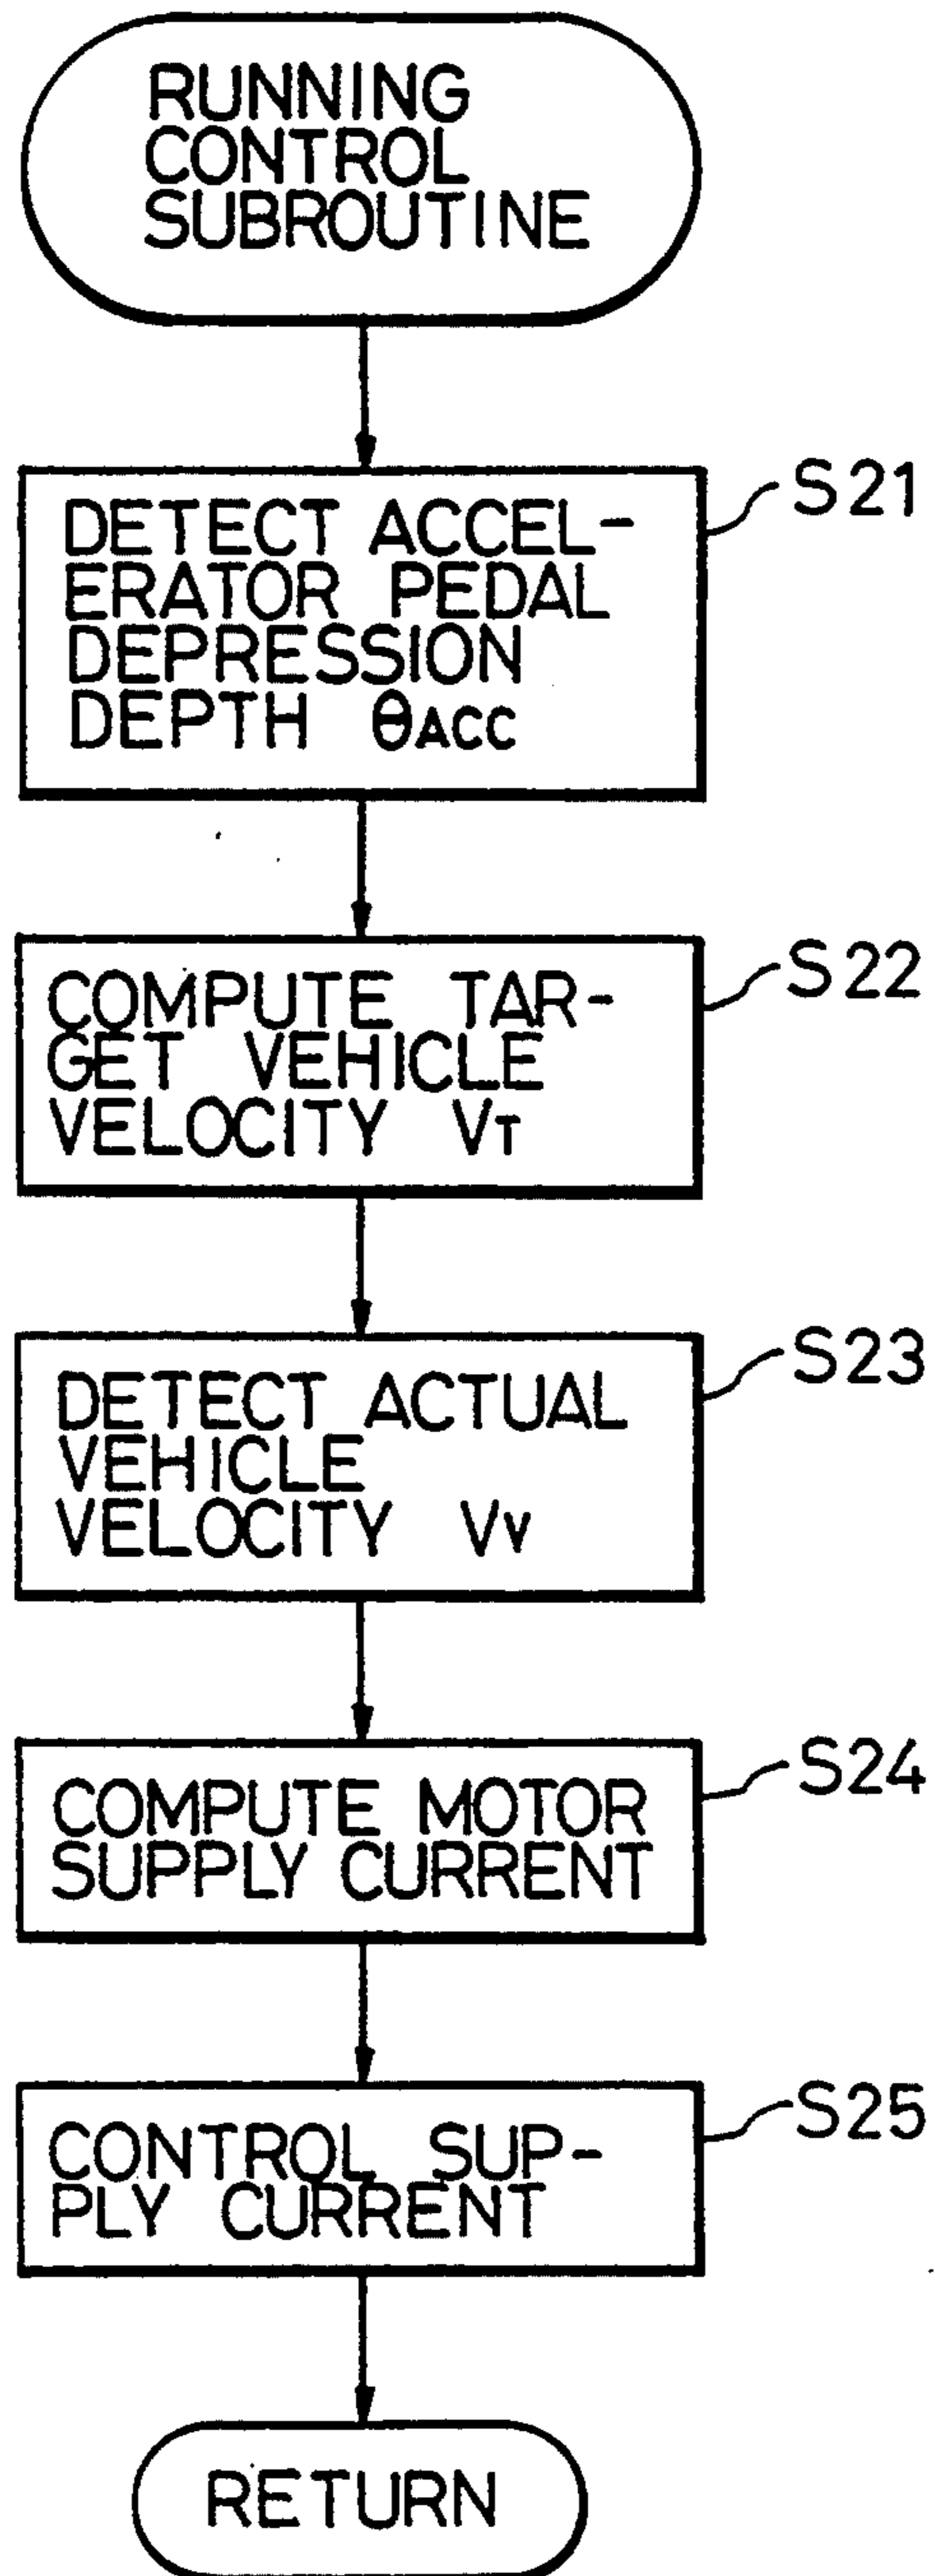 RUNNING
CONTROL
SUBROUTINE
S21
DETECT ACCEL-
ERATOR PEDAL
DEPRESSION
DEPTH θACC
S22
COMPUTE TAR-
GET VEHICLE
VELOCITY VT
S23
DETECT ACTUAL
VEHICLE
VELOCITY VV
S24
COMPUTE MOTOR
SUPPLY CURRENT
S25
CONTROL SUP-
PLY CURRENT
RETURN